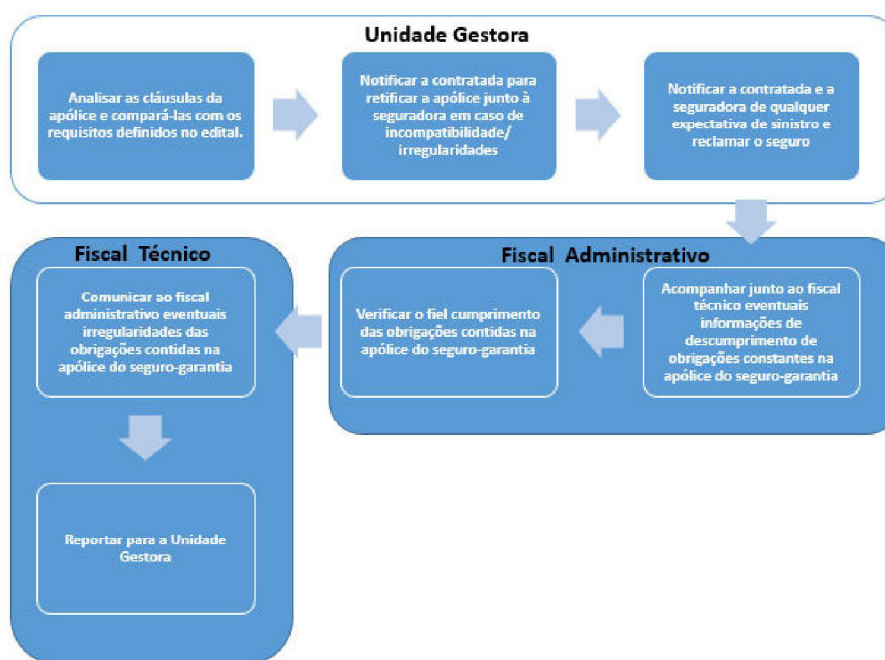 Unidade Gestora
Analisar as cláusulas da
apólice e compará-las com os
requisitos definidos no edital.
Notificar a contratada para
retificar a apólice junto à
seguradora em caso de
incompatibilidade/
irregularidades
Notificar a contratada e a
seguradora de qualquer
expectativa de sinistro e
reclamar o seguro
Fiscal Administrativo
Acompanhar junto ao fiscal
técnico eventuais
informações de
descumprimento de
obrigações constantes na
apólice do seguro-garantia
Verificar o fiel cumprimento
das obrigações contidas na
apólice do seguro-garantia
Fiscal Técnico
Comunicar ao fiscal
administrativo eventuais
irregularidades das
obrigações contidas na
apólice do seguro-garantia
Reportar para a Unidade
Gestora